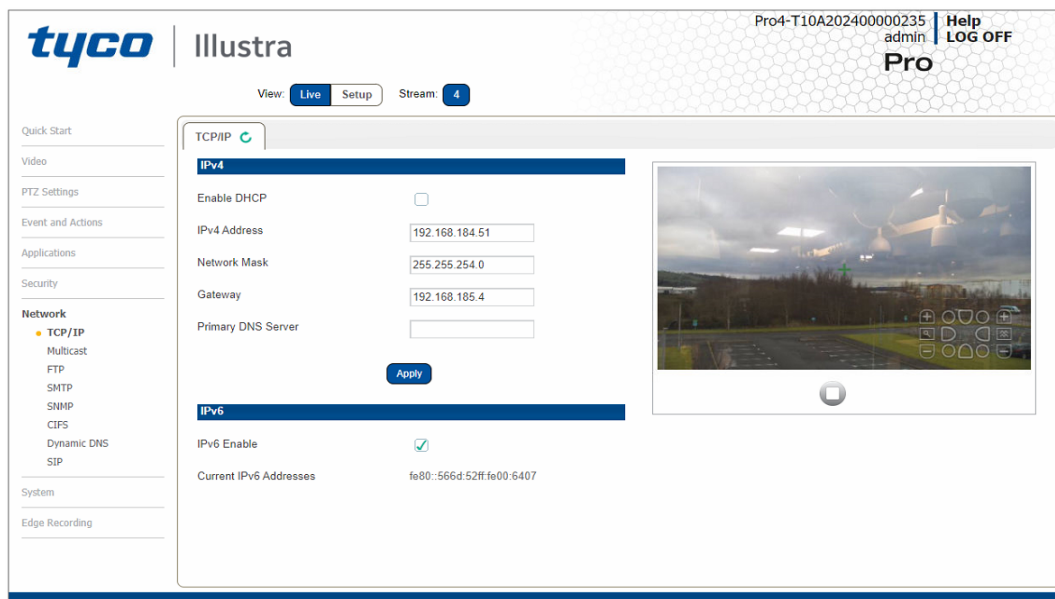 Pro4-T10A202400000235 Help
admin LOG OFF
tyco Illustra
Pro
View: Live Setup Stream: 4
Quick Start
Video
PTZ Settings
Event and Actions
Applications
Security
Network
TCP/IP
Multicast
FTP
SMTP
SNMP
CIFS
Dynamic DNS
SIP
System
Edge Recording
TCP/IP
IPv4
Enable DHCP
IPv4 Address 192.168.184.51
Network Mask 255.255.254.0
Gateway 192.168.185.4
Primary DNS Server
Apply
IPv6
IPv6 Enable
Current IPv6 Addresses fe80::566d:52ff:fe00:6407